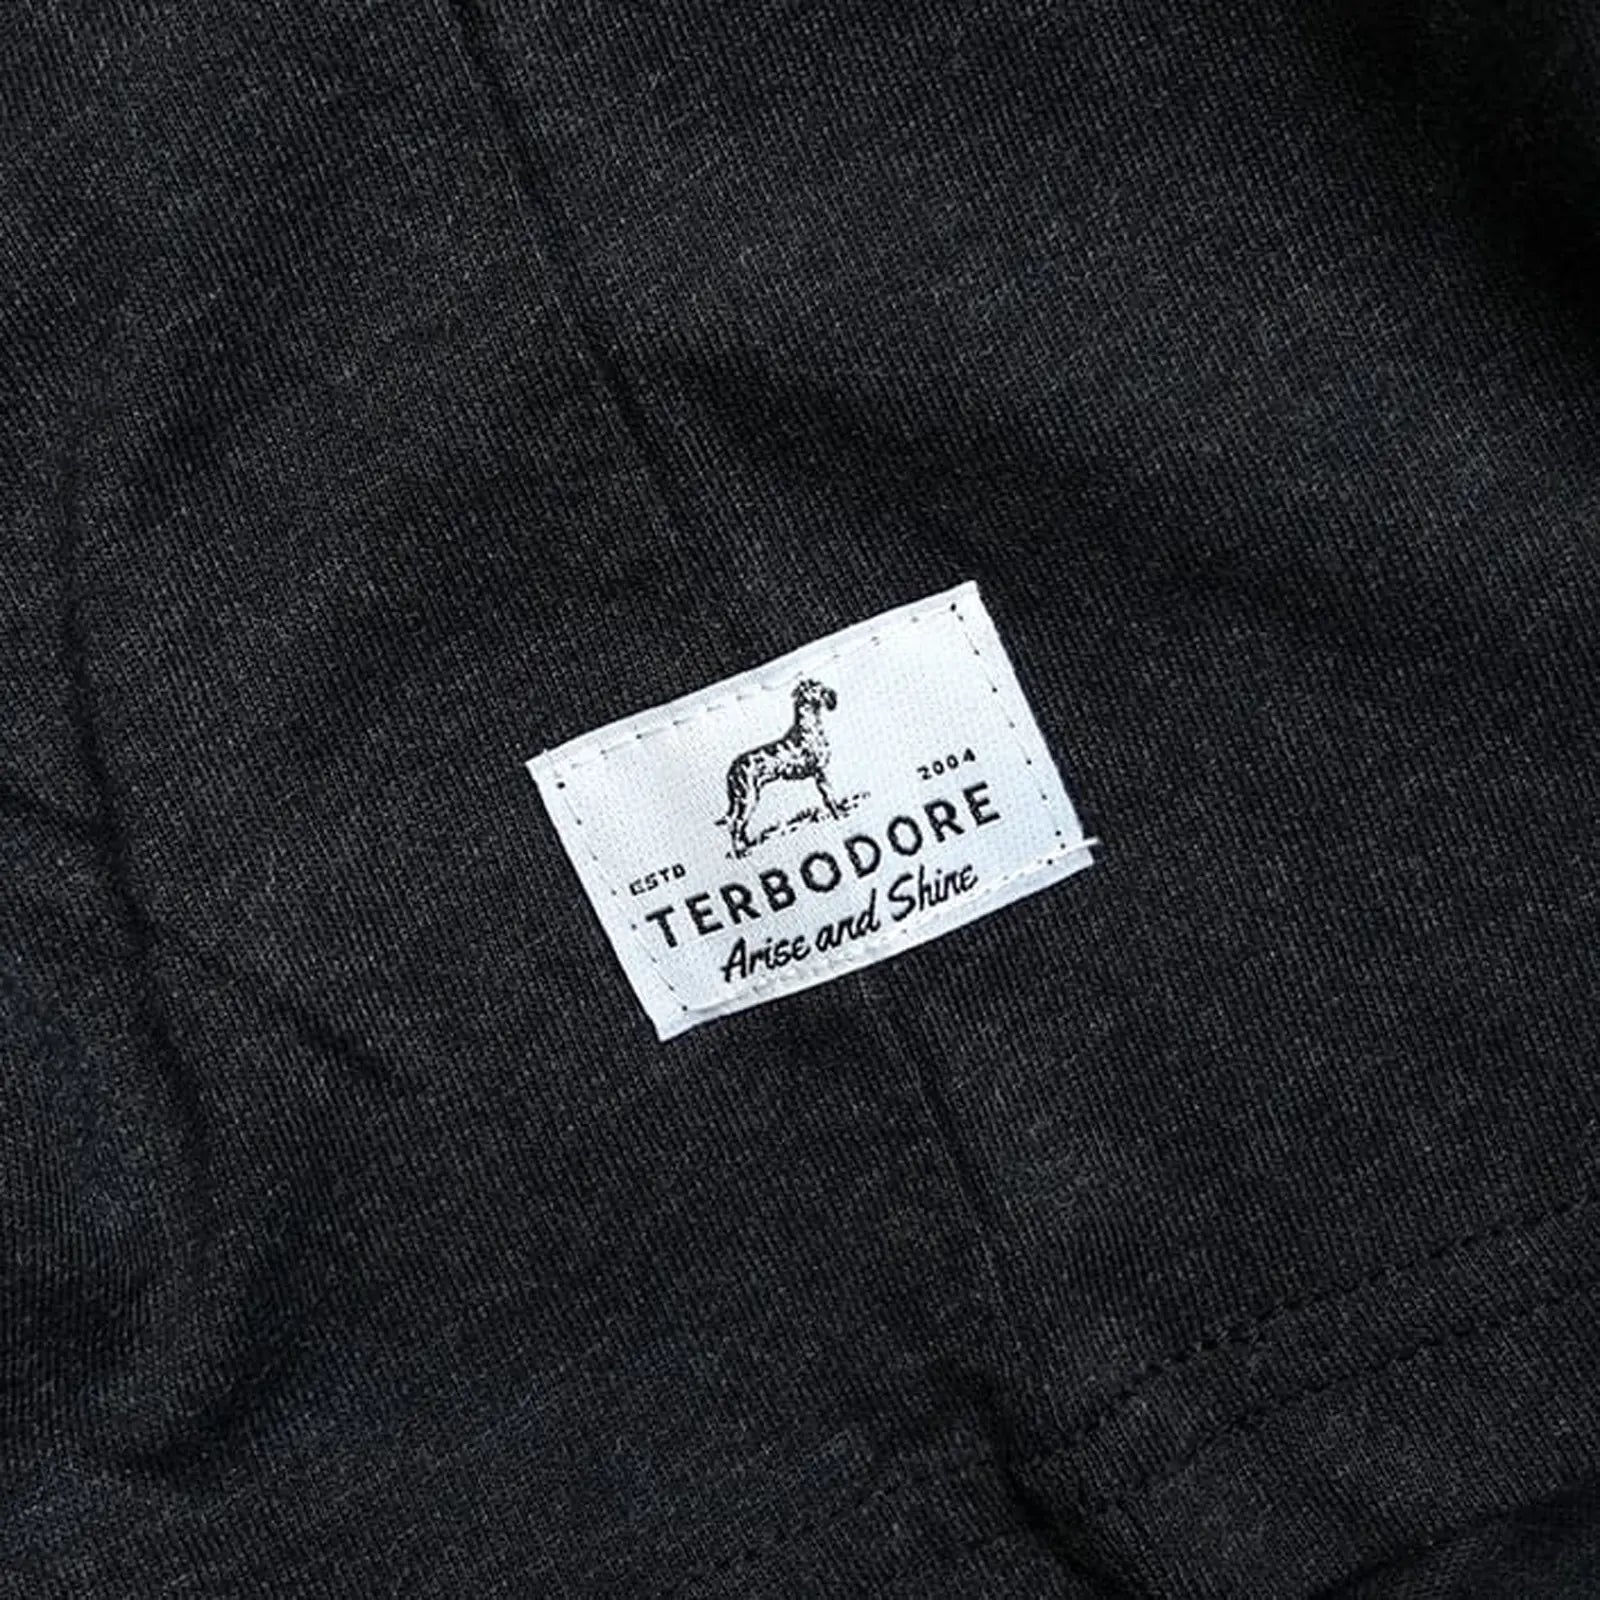 ESTD 2004
TERBODORE
Arise and Shine